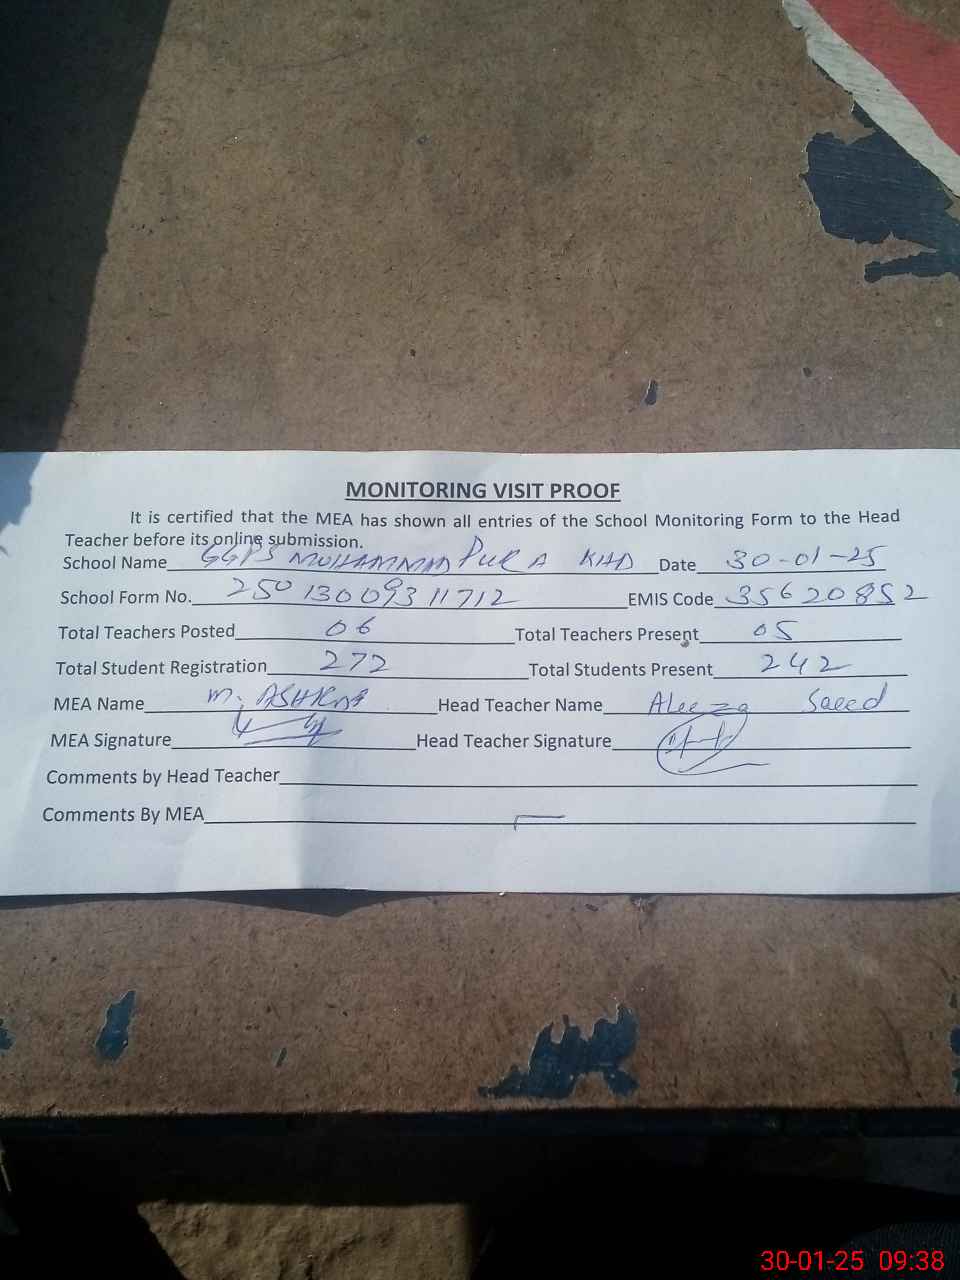 MONITORING VISIT PROOF
It is certified that the MEA has shown all entries of the School Monitoring Form to the Head
Teacher before its online submission.
School Name GGPS MUHAMMAD PURA KHD Date 30-01-25
School Form No. 25013009311712 EMIS Code 35620852
Total Teachers Posted 06 Total Teachers Present 05
Total Student Registration 272 Total Students Present 242
MEA Name M. ASHRAF Head Teacher Name Aleeza Saeed
MEA Signature Head Teacher Signature
Comments by Head Teacher
Comments By MEA
30-01-25 09:38